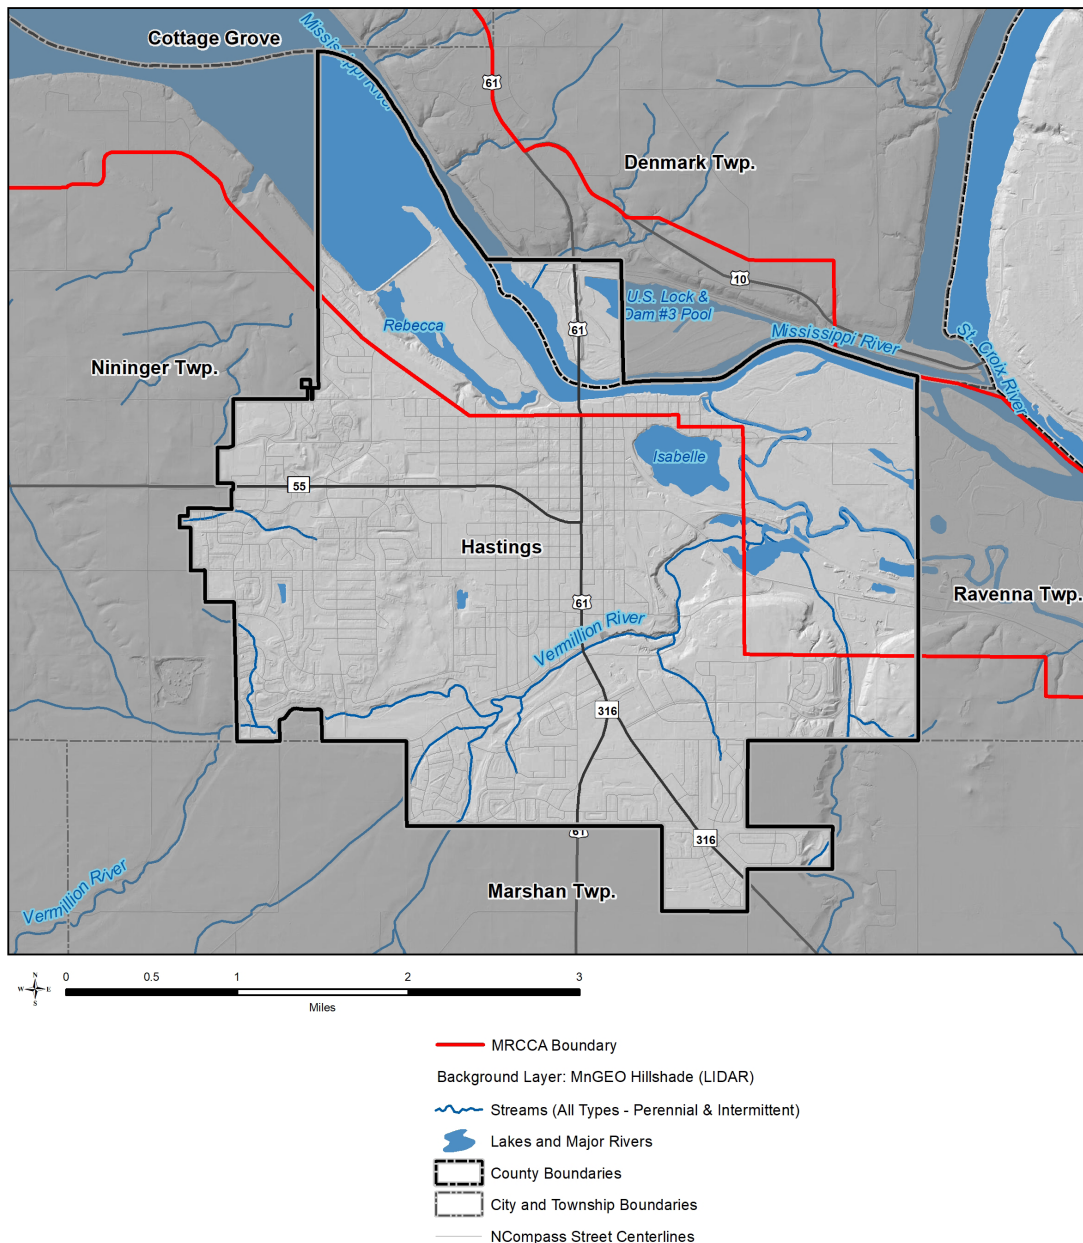 Cottage Grove
Mississippi River
61
Denmark Twp.
10
U.S. Lock &
Dam #3 Pool
Rebecca
61
Mississippi River
St. Croix River
Nininger Twp.
Isabelle
55
Hastings
Ravenna Twp.
61
Vermillion River
316
61
316
Vermillion River
Marshan Twp.
N
W E
S
0 0.5 1 2 3
Miles
MRCCA Boundary
Background Layer: MnGEO Hillshade (LIDAR)
Streams (All Types - Perennial & Intermittent)
Lakes and Major Rivers
County Boundaries
City and Township Boundaries
NCompass Street Centerlines